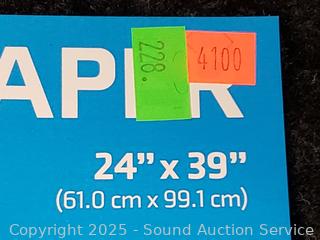 228.
4100
APER
24" x 39"
(61.0 cm x 99.1 cm)
Copyright 2025 - Sound Auction Service